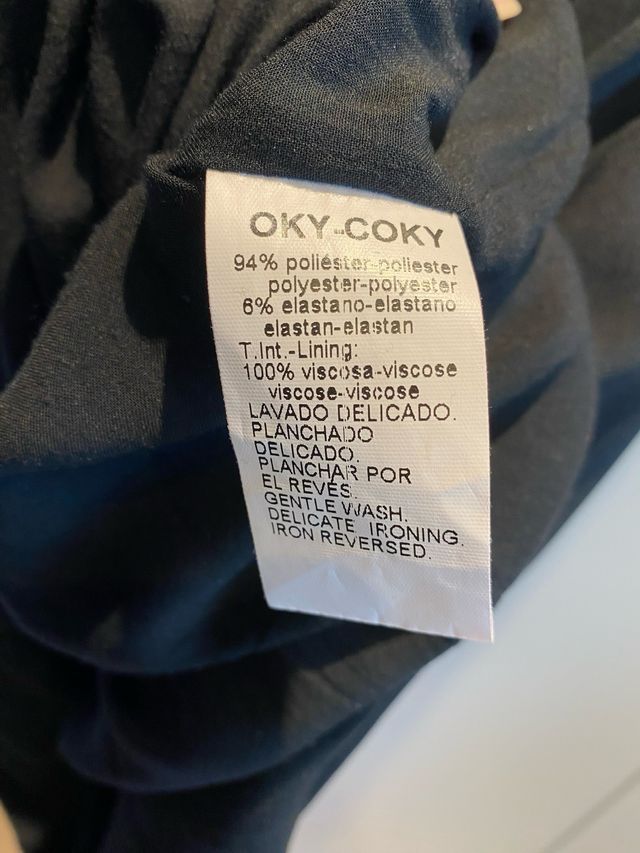 OKY-COKY
94% poliéster-poliester
polyester-polyester
6% elastano-elastano
elastan-elastan
T.Int.-Lining:
100% viscosa-viscose
viscose-viscose
LAVADO DELICADO.
PLANCHADO
DELICADO.
PLANCHAR POR
EL REVÉS.
GENTLE WASH.
DELICATE IRONING.
IRON REVERSED.